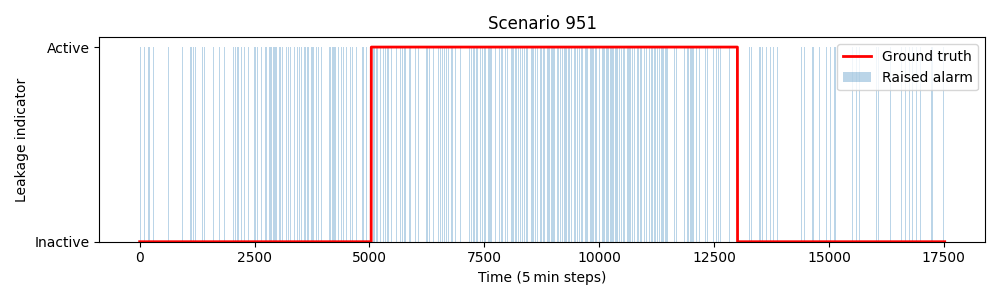 Scenario 951
Active
Inactive
Leakage indicator
Ground truth
Raised alarm
0 2500 5000 7500 10000 12500 15000 17500
Time (5 min steps)